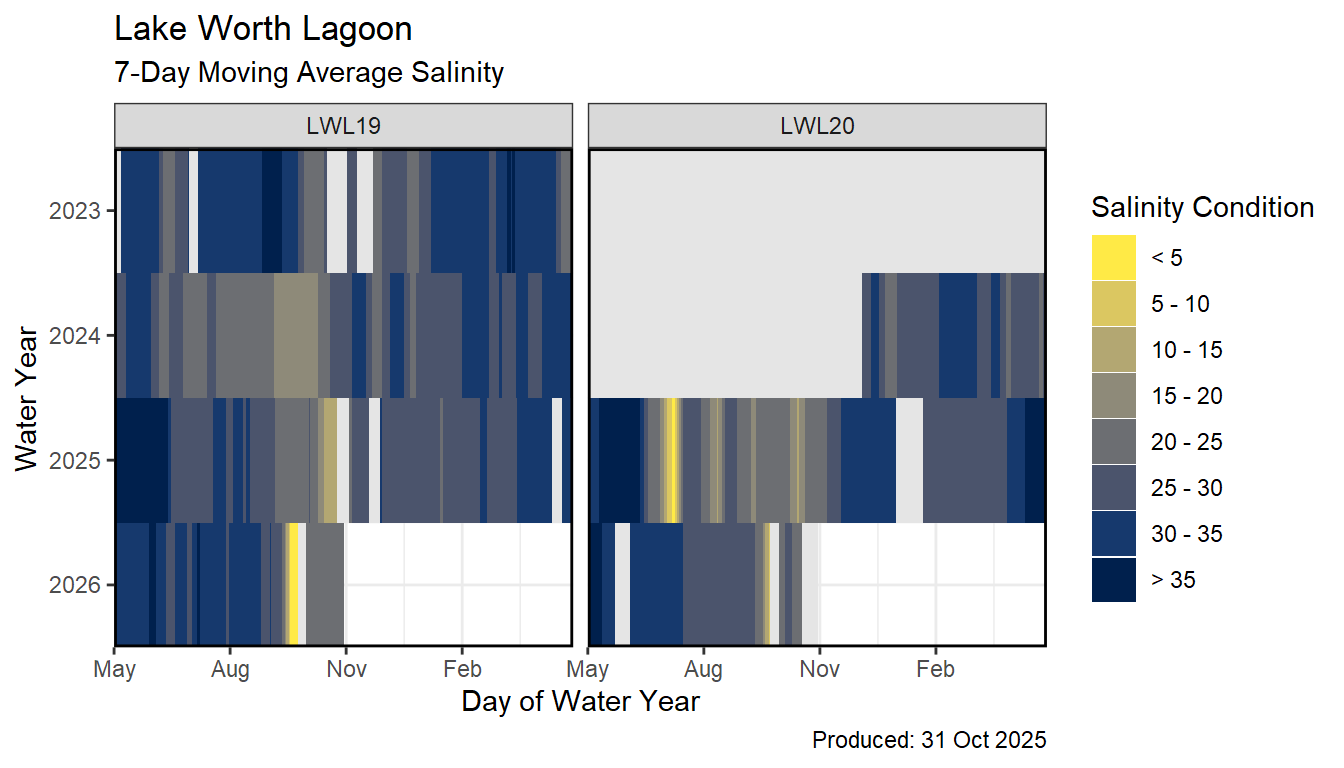 Lake Worth Lagoon
7-Day Moving Average Salinity
LWL19
LWL20
Water Year
2023
2024
2025
2026
May
Aug
Nov
Feb
May
Aug
Nov
Feb
Day of Water Year
Salinity Condition
< 5
5 - 10
10 - 15
15 - 20
20 - 25
25 - 30
30 - 35
> 35
Produced: 31 Oct 2025